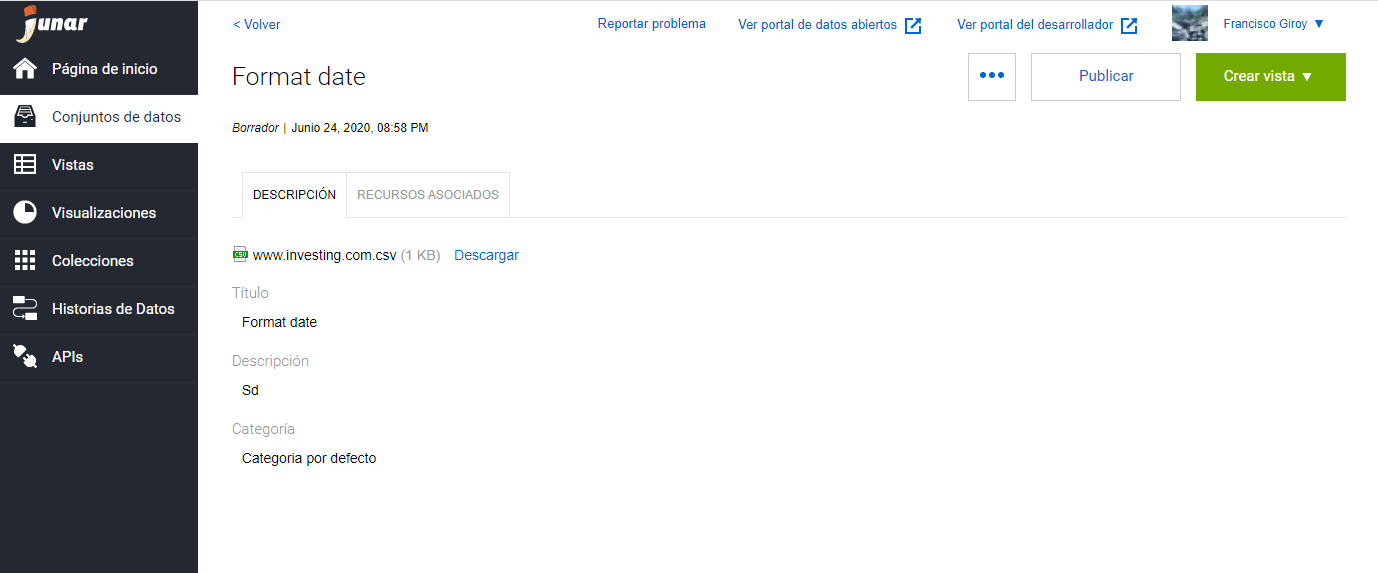 junar
Página de inicio
Conjuntos de datos
Vistas
Visualizaciones
Colecciones
Historias de Datos
APIs
< Volver
Reportar problema
Ver portal de datos abiertos
Ver portal del desarrollador
Francisco Giroy ▼
Format date
•••
Publicar
Crear vista ▼
Borrador | Junio 24, 2020, 08:58 PM
DESCRIPCIÓN
RECURSOS ASOCIADOS
CSV www.investing.com.csv (1 KB) Descargar
Título
Format date
Descripción
Sd
Categoría
Categoria por defecto